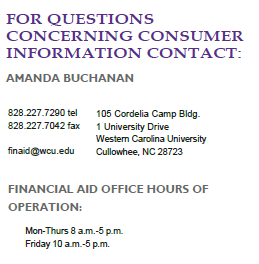 FOR QUESTIONS
CONCERNING CONSUMER
INFORMATION CONTACT:
AMANDA BUCHANAN
828.227.7290 tel
828.227.7042 fax
finaid@wcu.edu
105 Cordelia Camp Bldg.
1 University Drive
Western Carolina University
Cullowhee, NC 28723
FINANCIAL AID OFFICE HOURS OF
OPERATION:
Mon-Thurs 8 a.m.-5 p.m.
Friday 10 a.m.-5 p.m.